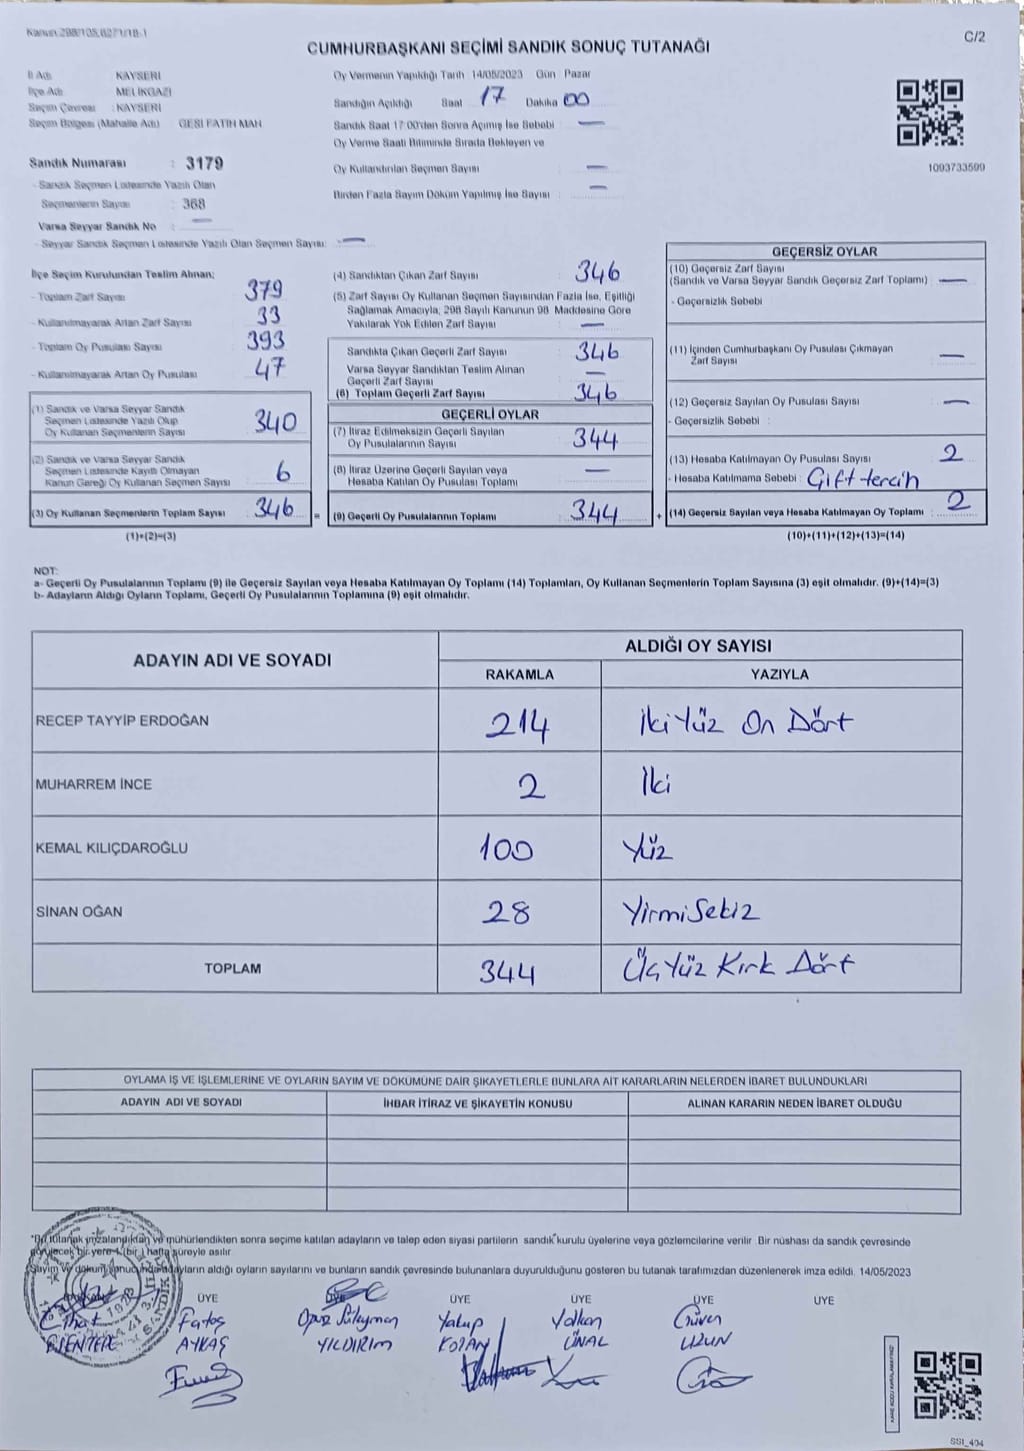 Kanun 298/105,6271/18-1
C/2
CUMHURBAŞKANI SEÇİMİ SANDIK SONUÇ TUTANAĞI
İl Adı : KAYSERİ
İlçe Adı : MELİKGAZİ
Seçim Çevresi : KAYSERİ
Seçim Bölgesi (Mahalle Adı) : GESİ FATİH MAH
Sandık Numarası : 3179
- Sandık Seçmen Listesinde Yazılı Olan
Seçmenlerin Sayısı : 368
Varsa Seyyar Sandık No : —
- Seyyar Sandık Seçmen Listesinde Yazılı Olan Seçmen Sayısı: —
Oy Vermenin Yapıldığı Tarih : 14/05/2023 Gün : Pazar
Sandığın Açıldığı Saat 17 Dakika 00
Sandık Saat 17:00'den Sonra Açımış İse Sebebi : —
Oy Verme Saati Bitiminde Sırada Bekleyen ve
Oy Kullandırılan Seçmen Sayısı : —
Birden Fazla Sayım Döküm Yapılmış İse Sayısı : —
1093733599
İlçe Seçim Kurulundan Teslim Alınan;
- Toplam Zarf Sayısı 379
- Kullanılmayarak Artan Zarf Sayısı 33
- Toplam Oy Pusulası Sayısı 393
- Kullanılmayarak Artan Oy Pusulası 47
(1) Sandık ve Varsa Seyyar Sandık
Seçmen Listesinde Yazılı Olup
Oy Kullanan Seçmenlerin Sayısı 340
(2) Sandık ve Varsa Seyyar Sandık
Seçmen Listesinde Kayıtlı Olmayan
Kanun Gereği Oy Kullanan Seçmen Sayısı 6
(3) Oy Kullanan Seçmenlerin Toplam Sayısı 346 =
(1)+(2)=(3)
(4) Sandıktan Çıkan Zarf Sayısı 346
(5) Zarf Sayısı Oy Kullanan Seçmen Sayısından Fazla İse, Eşitliği
Sağlamak Amacıyla; 298 Sayılı Kanunun 98. Maddesine Göre
Yakılarak Yok Edilen Zarf Sayısı —
Sandıkta Çıkan Geçerli Zarf Sayısı 346
Varsa Seyyar Sandıktan Teslim Alınan
Geçerli Zarf Sayısı —
(6) Toplam Geçerli Zarf Sayısı 346
GEÇERLİ OYLAR
(7) İtiraz Edilmeksizin Geçerli Sayılan
Oy Pusulalarının Sayısı 344
(8) İtiraz Üzerine Geçerli Sayılan veya
Hesaba Katılan Oy Pusulası Toplamı —
(9) Geçerli Oy Pusulalarının Toplamı 344 +
GEÇERSİZ OYLAR
(10) Geçersiz Zarf Sayısı
(Sandık ve Varsa Seyyar Sandık Geçersiz Zarf Toplamı) : —
- Geçersizlik Sebebi :
(11) İçinden Cumhurbaşkanı Oy Pusulası Çıkmayan
Zarf Sayısı —
(12) Geçersiz Sayılan Oy Pusulası Sayısı : —
- Geçersizlik Sebebi :
(13) Hesaba Katılmayan Oy Pusulası Sayısı : 2
- Hesaba Katılmama Sebebi : Çift tercih
(14) Geçersiz Sayılan veya Hesaba Katılmayan Oy Toplamı : 2
(10)+(11)+(12)+(13)=(14)
NOT:
a- Geçerli Oy Pusulalarının Toplamı (9) ile Geçersiz Sayılan veya Hesaba Katılmayan Oy Toplamı (14) Toplamları, Oy Kullanan Seçmenlerin Toplam Sayısına (3) eşit olmalıdır. (9)+(14)=(3)
b- Adayların Aldığı Oyların Toplamı, Geçerli Oy Pusulalarının Toplamına (9) eşit olmalıdır.
ADAYIN ADI VE SOYADI ALDIĞI OY SAYISI
RAKAMLA YAZIYLA
RECEP TAYYİP ERDOĞAN 214 İkiYüz On Dört
MUHARREM İNCE 2 İki
KEMAL KILIÇDAROĞLU 100 Yüz
SİNAN OĞAN 28 YirmiSekiz
TOPLAM 344 ÜçYüz Kırk Dört
OYLAMA İŞ VE İŞLEMLERİNE VE OYLARIN SAYIM VE DÖKÜMÜNE DAİR ŞİKAYETLERLE BUNLARA AİT KARARLARIN NELERDEN İBARET BULUNDUKLARI
ADAYIN ADI VE SOYADI İHBAR İTİRAZ VE ŞİKAYETİN KONUSU ALINAN KARARIN NEDEN İBARET OLDUĞU
*Bu tutanak imzalandıktan ve mühürlendikten sonra seçime katılan adayların ve talep eden siyasi partilerin sandık kurulu üyelerine veya gözlemcilerine verilir. Bir nüshası da sandık çevresinde
görülecek bir yere 1 (bir) hafta süreyle asılır.
Sayım ve döküm sonucunda adayların aldığı oyların sayılarını ve bunların sandık çevresinde bulunanlara duyurulduğunu gösteren bu tutanak tarafımızdan düzenlenerek imza edildi. 14/05/2023
ÜYE ÜYE ÜYE ÜYE ÜYE ÜYE
Cihat Fatoş Süleyman Yakup Volkan Güven
AYKAŞ YILDIRIM ÜNAL UZUN
KARE KODU KARALAMAYINIZ!
SSI_404